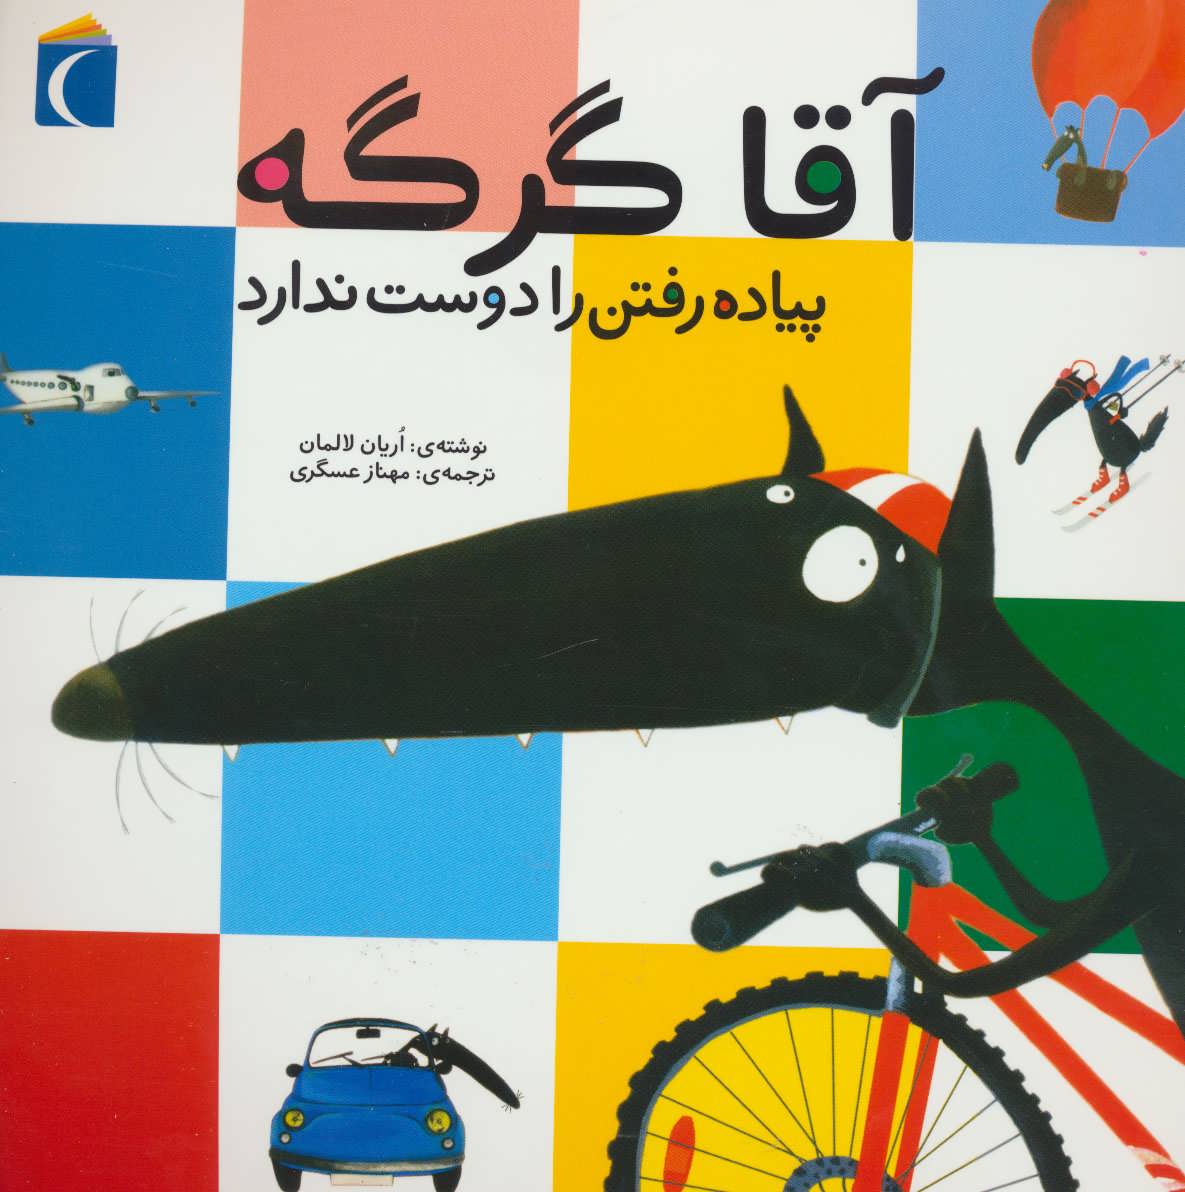 آقا گرگه
پیاده رفتن را دوست ندارد
نوشته‌ی: اُریان لالمان
ترجمه‌ی: مهناز عسگری